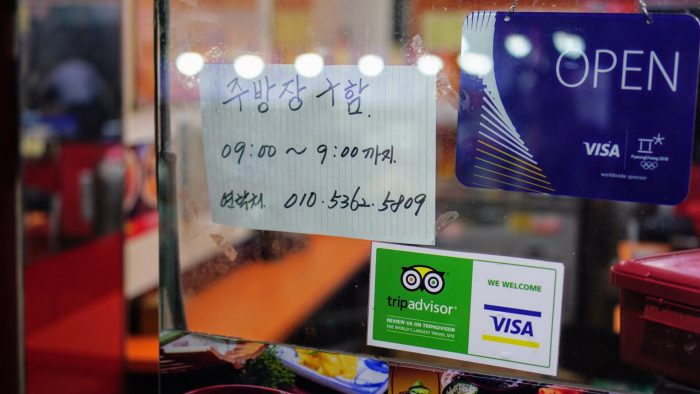 주방장 구함.
09:00 ~ 9:00까지.
연락처. 010.5362.5809
OPEN
VISA
PyeongChang 2018
worldwide sponsor
tripadvisor®
REVIEW US ON TRIPADVISOR
THE WORLD'S LARGEST TRAVEL SITE
WE WELCOME
VISA